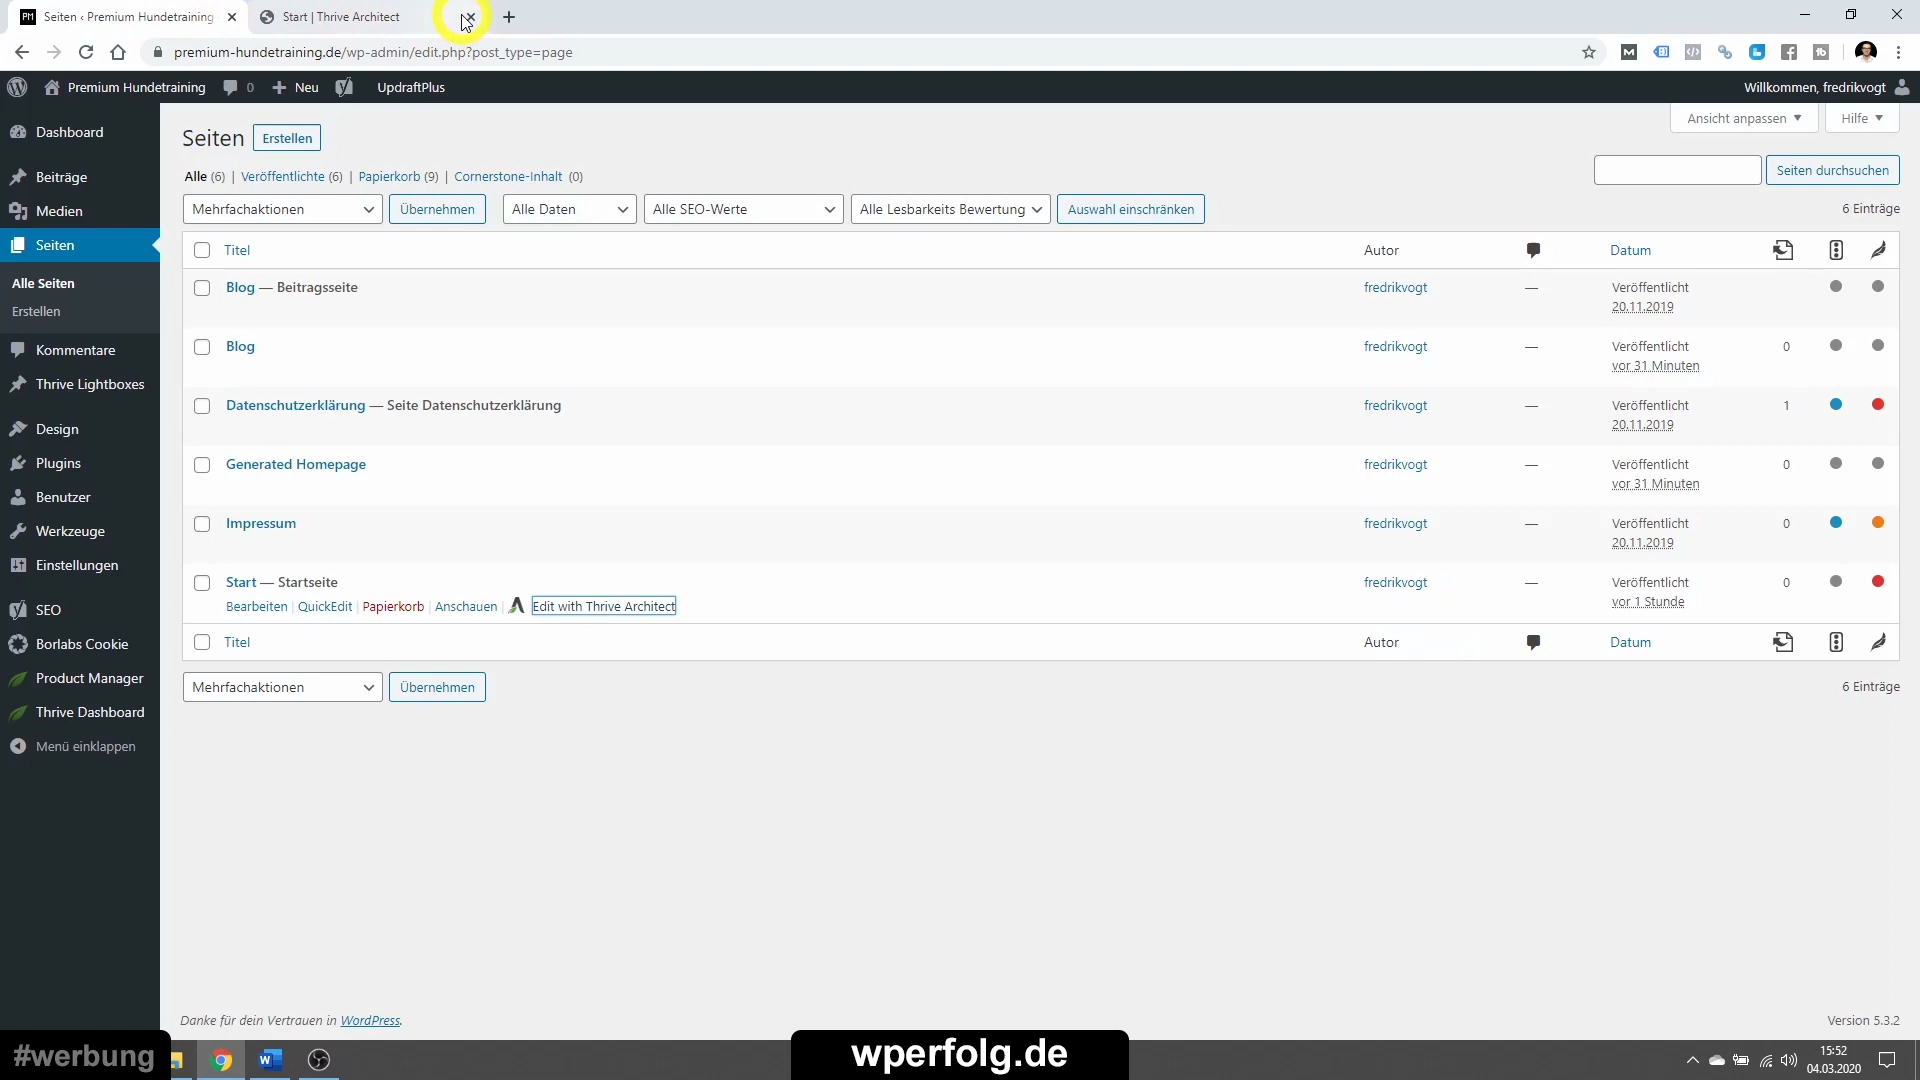 Seiten ‹ Premium Hundetraining
Start | Thrive Architect
premium-hundetraining.de/wp-admin/edit.php?post_type=page
Premium Hundetraining 0 Neu UpdraftPlus Willkommen, fredrikvogt
Dashboard
Beiträge
Medien
Seiten
Alle Seiten
Erstellen
Kommentare
Thrive Lightboxes
Design
Plugins
Benutzer
Werkzeuge
Einstellungen
SEO
Borlabs Cookie
Product Manager
Thrive Dashboard
Menü einklappen
Ansicht anpassen Hilfe
Seiten Erstellen
Alle (6) | Veröffentlichte (6) | Papierkorb (9) | Cornerstone-Inhalt (0)
Seiten durchsuchen
Mehrfachaktionen Übernehmen Alle Daten Alle SEO-Werte Alle Lesbarkeits Bewertung Auswahl einschränken 6 Einträge
Titel Autor Datum
Blog — Beitragsseite fredrikvogt — Veröffentlicht
20.11.2019
Blog fredrikvogt — Veröffentlicht 0
vor 31 Minuten
Datenschutzerklärung — Seite Datenschutzerklärung fredrikvogt — Veröffentlicht 1
20.11.2019
Generated Homepage fredrikvogt — Veröffentlicht 0
vor 31 Minuten
Impressum fredrikvogt — Veröffentlicht 0
20.11.2019
Start — Startseite fredrikvogt — Veröffentlicht 0
vor 1 Stunde
Bearbeiten | QuickEdit | Papierkorb | Anschauen | Edit with Thrive Architect
Titel Autor Datum
Mehrfachaktionen Übernehmen 6 Einträge
Danke für dein Vertrauen in WordPress. Version 5.3.2
#werbung
wperfolg.de
15:52
04.03.2020